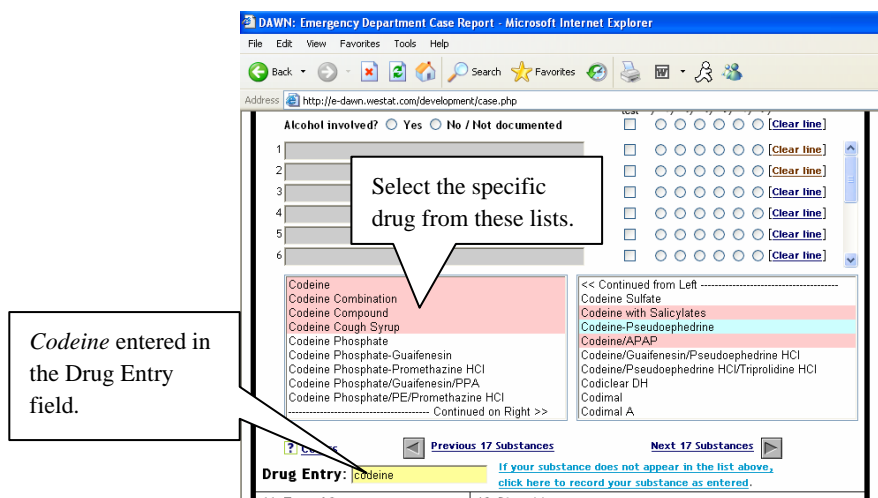 DAWN: Emergency Department Case Report - Microsoft Internet Explorer
File Edit View Favorites Tools Help
Back Search Favorites
Address http://e-dawn.westat.com/development/case.php
Alcohol involved? Yes No / Not documented [Clear line]
1 [Clear line]
2 [Clear line]
3 [Clear line]
4 [Clear line]
5 [Clear line]
6 [Clear line]
Select the specific
drug from these lists.
Codeine
Codeine Combination
Codeine Compound
Codeine Cough Syrup
Codeine Phosphate
Codeine Phosphate-Guaifenesin
Codeine Phosphate-Promethazine HCl
Codeine Phosphate/Guaifenesin/PPA
Codeine Phosphate/PE/Promethazine HCl
---------------------------------------- Continued on Right >>
<< Continued from Left ----------------------------------------
Codeine Sulfate
Codeine with Salicylates
Codeine-Pseudoephedrine
Codeine/APAP
Codeine/Guaifenesin/Pseudoephedrine HCl
Codeine/Pseudoephedrine HCl/Triprolidine HCl
Codiclear DH
Codimal
Codimal A
Codeine entered in
the Drug Entry
field.
? Previous 17 Substances Next 17 Substances
Drug Entry: codeine
If your substance does not appear in the list above,
click here to record your substance as entered.